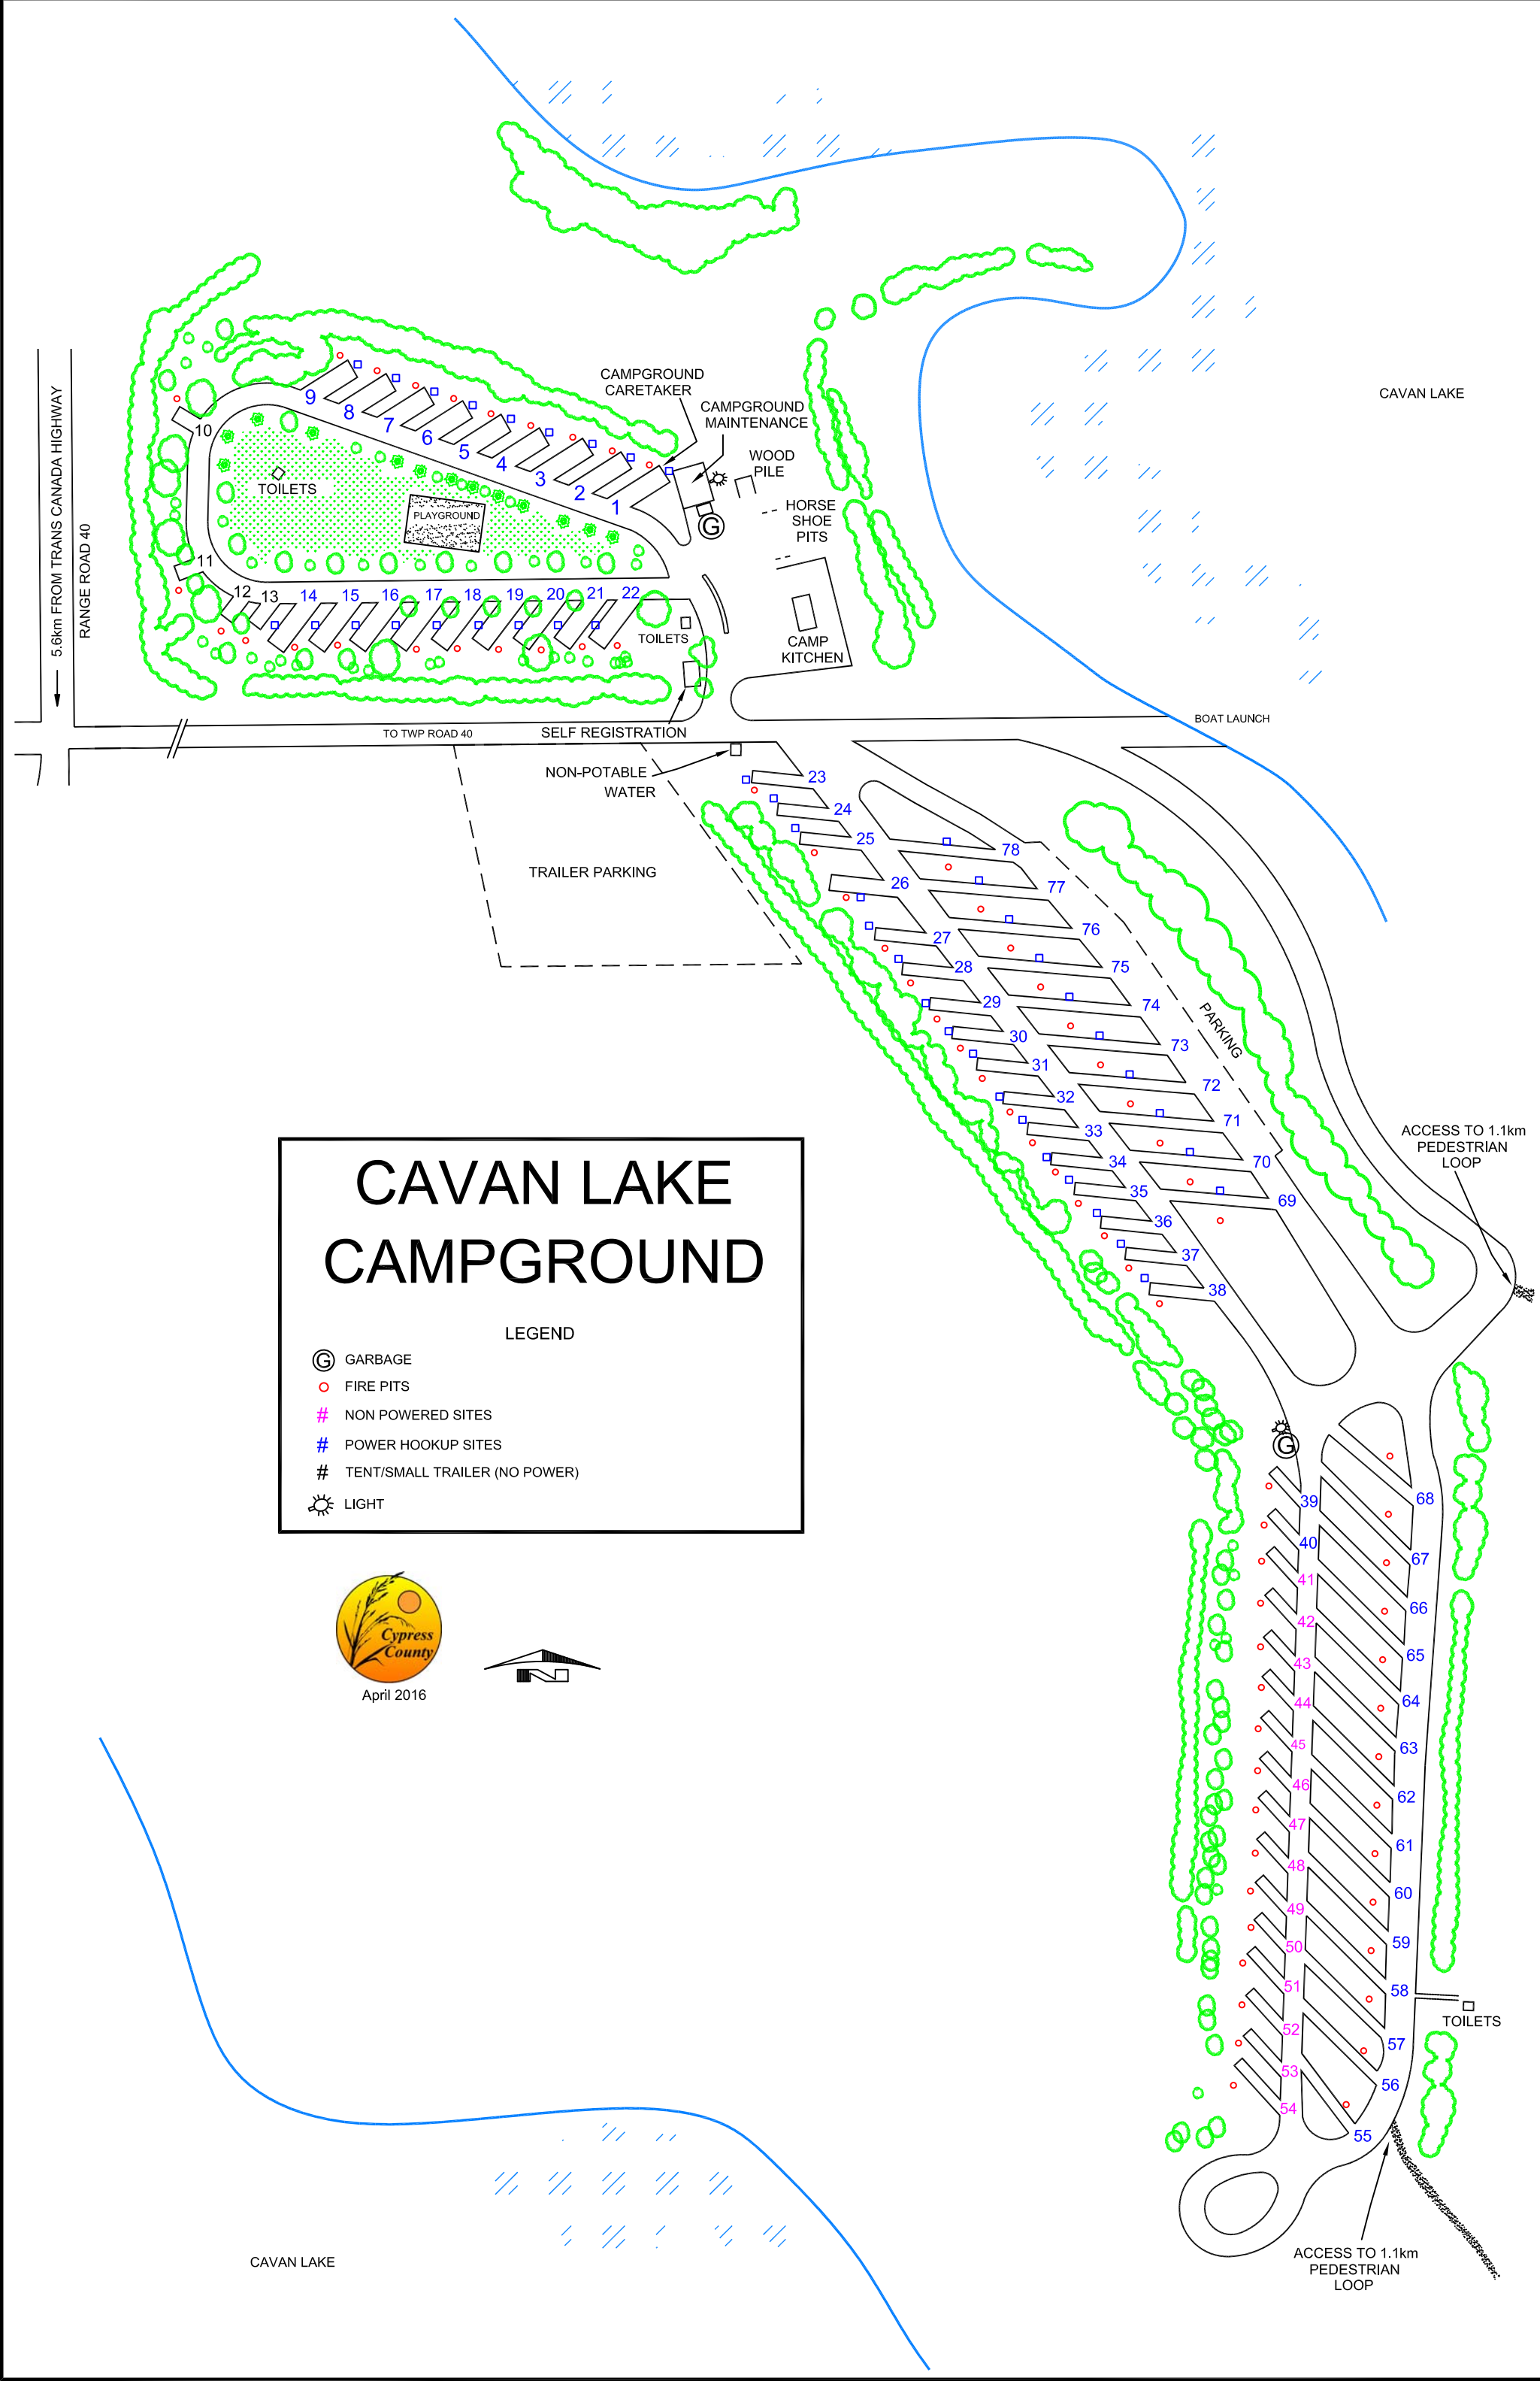 CAVAN LAKE
5.6km FROM TRANS CANADA HIGHWAY
RANGE ROAD 40
CAMPGROUND
CARETAKER
CAMPGROUND
MAINTENANCE
WOOD
PILE
HORSE
SHOE
PITS
9
8
7
6
5
4
3
2
1
10
TOILETS
PLAYGROUND
G
11
12
13
14
15
16
17
18
19
20
21
22
TOILETS
CAMP
KITCHEN
BOAT LAUNCH
TO TWP ROAD 40
SELF REGISTRATION
NON-POTABLE
WATER
TRAILER PARKING
23
24
25
26
27
28
29
30
31
32
33
34
35
36
37
38
78
77
76
75
74
73
72
71
70
69
PARKING
ACCESS TO 1.1km
PEDESTRIAN
LOOP
CAVAN LAKE
CAMPGROUND
LEGEND
G GARBAGE
FIRE PITS
# NON POWERED SITES
# POWER HOOKUP SITES
# TENT/SMALL TRAILER (NO POWER)
LIGHT
Cypress
County
April 2016
N
G
39
40
41
42
43
44
45
46
47
48
49
50
51
52
53
54
68
67
66
65
64
63
62
61
60
59
58
57
56
55
TOILETS
ACCESS TO 1.1km
PEDESTRIAN
LOOP
CAVAN LAKE